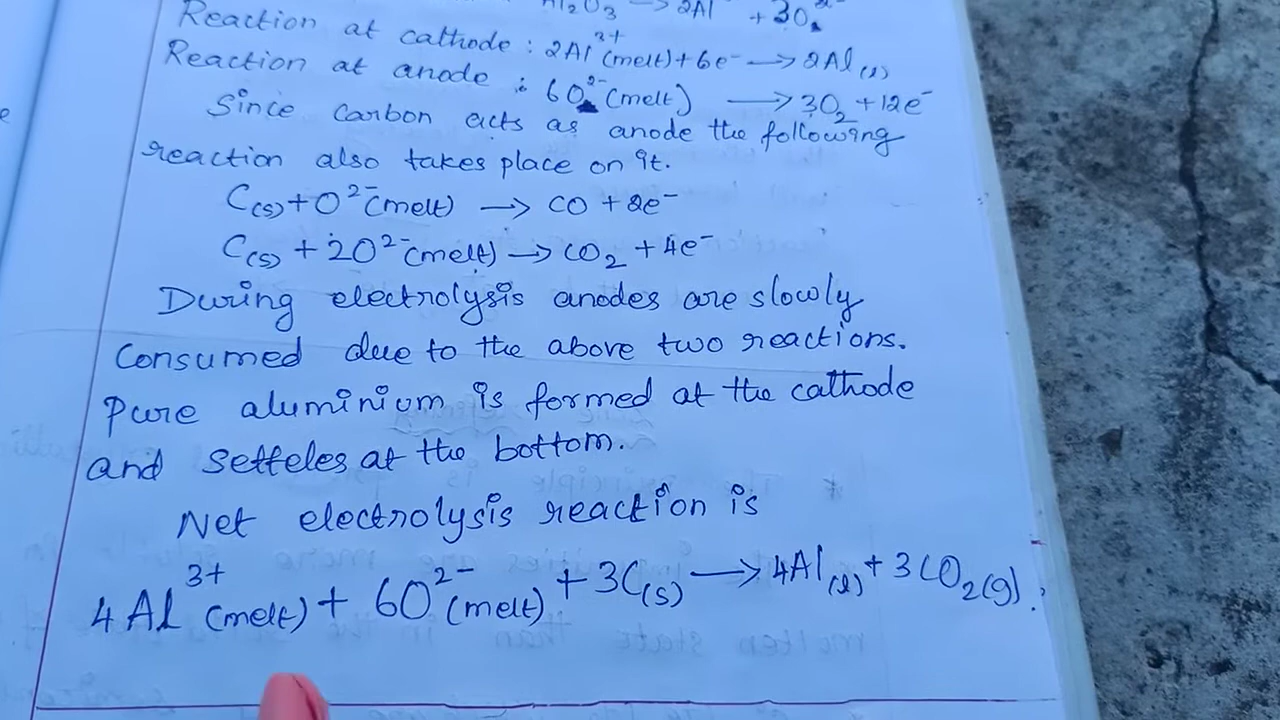 Al₂O₃ → 2Al + 3O²⁻
Reaction at cathode : 2Al³⁺(melt) + 6e⁻ → 2Al(l)
Reaction at anode : 6O²⁻(melt) → 3O₂ + 12e⁻
Since carbon acts as anode the following
reaction also takes place on it.
C(s) + O²⁻(melt) → CO + 2e⁻
C(s) + 2O²⁻(melt) → CO₂ + 4e⁻
During electrolysis anodes are slowly
consumed due to the above two reactions.
Pure aluminium is formed at the cathode
and setteles at the bottom.
Net electrolysis reaction is
4Al³⁺(melt) + 6O²⁻(melt) + 3C(s) → 4Al(l) + 3CO₂(g).